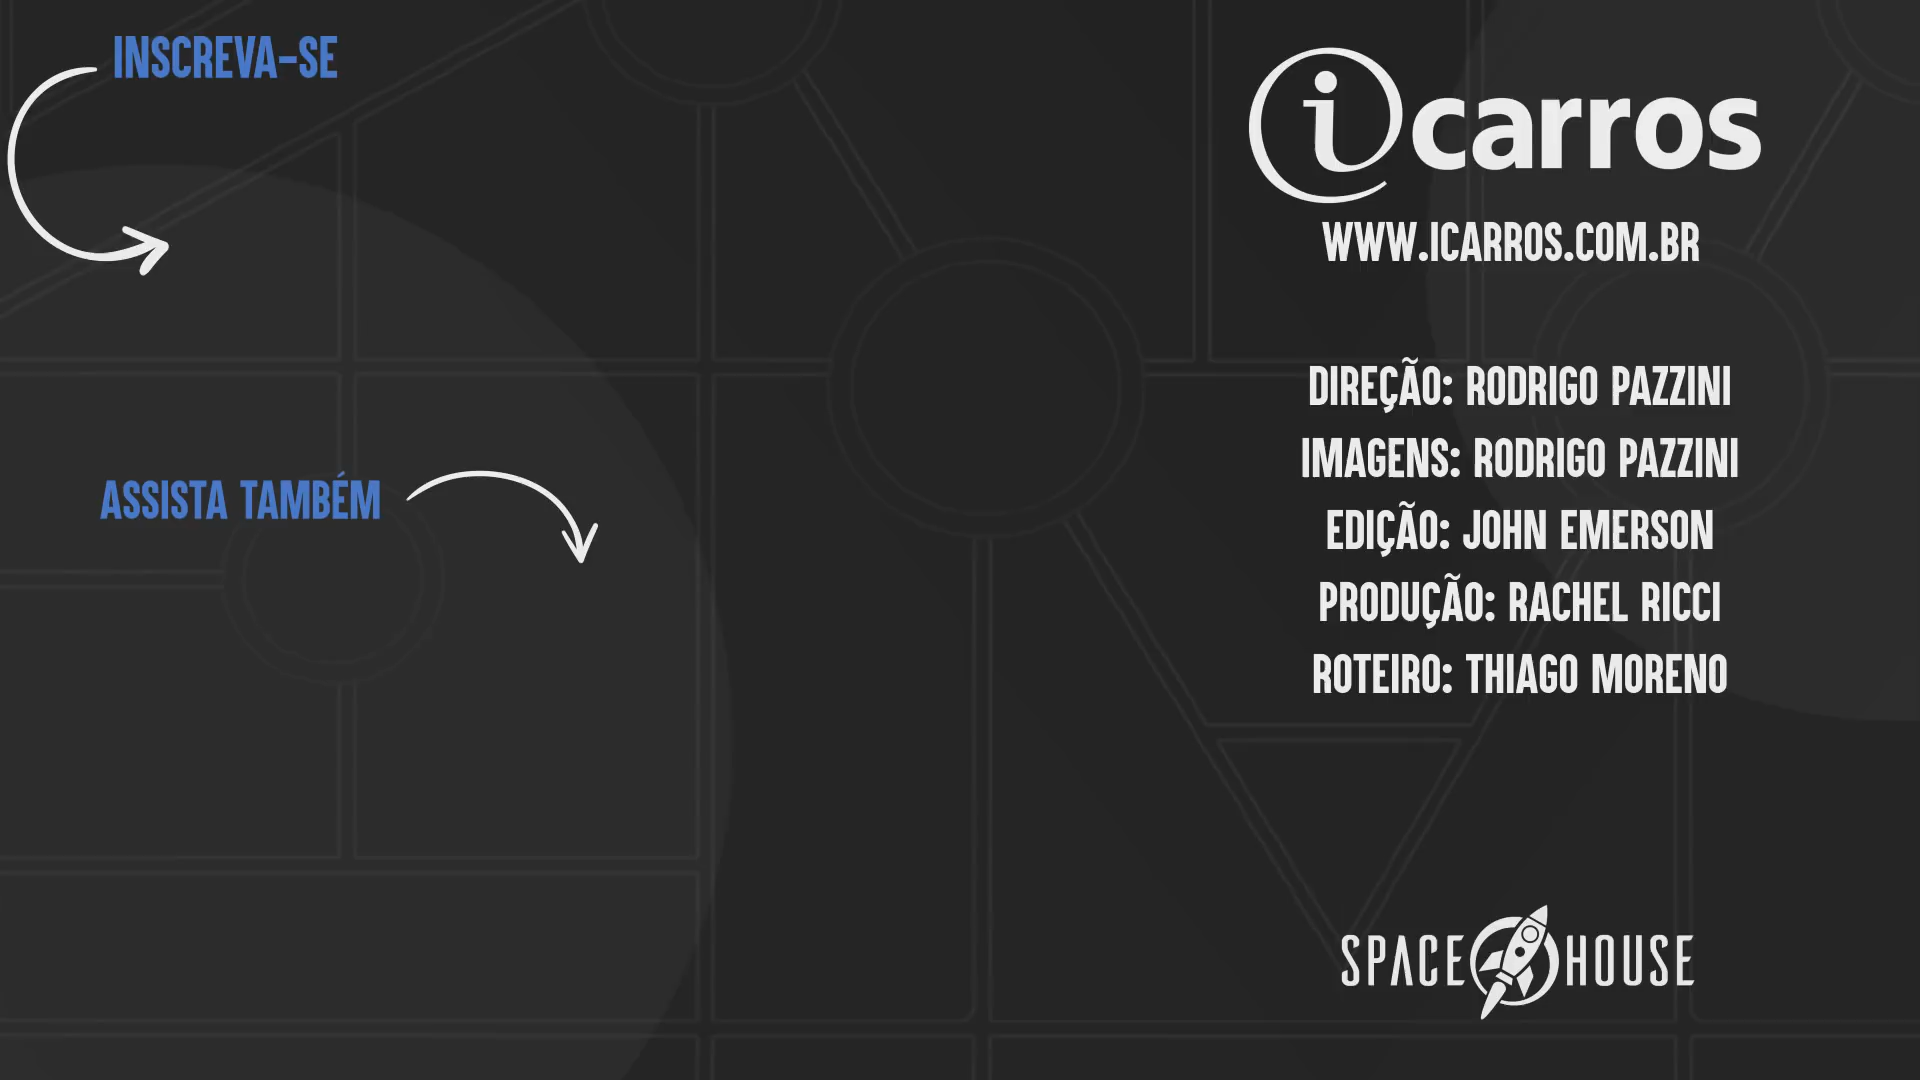 INSCREVA-SE
ASSISTA TAMBÉM
icarros
WWW.ICARROS.COM.BR
DIREÇÃO: RODRIGO PAZZINI
IMAGENS: RODRIGO PAZZINI
EDIÇÃO: JOHN EMERSON
PRODUÇÃO: RACHEL RICCI
ROTEIRO: THIAGO MORENO
SPACE HOUSE